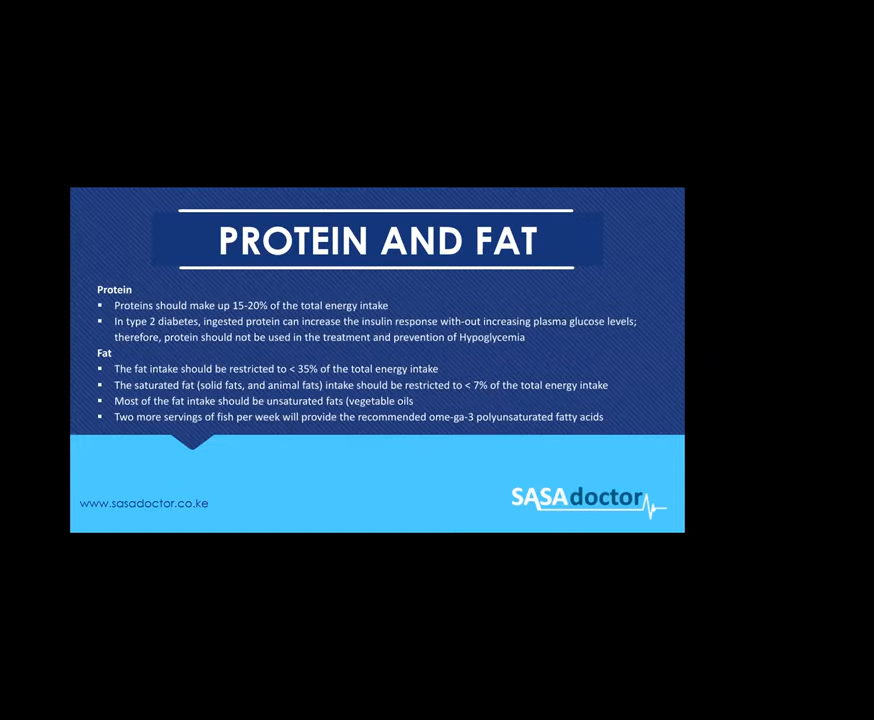 PROTEIN AND FAT
Protein
▪ Proteins should make up 15-20% of the total energy intake
▪ In type 2 diabetes, ingested protein can increase the insulin response with-out increasing plasma glucose levels;
therefore, protein should not be used in the treatment and prevention of Hypoglycemia
Fat
▪ The fat intake should be restricted to < 35% of the total energy intake
▪ The saturated fat (solid fats, and animal fats) intake should be restricted to < 7% of the total energy intake
▪ Most of the fat intake should be unsaturated fats (vegetable oils
▪ Two more servings of fish per week will provide the recommended ome-ga-3 polyunsaturated fatty acids
www.sasadoctor.co.ke
SASAdoctor